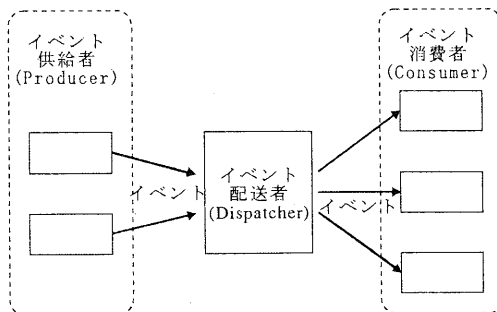 イベント
供給者
(Producer)
イベント
イベント
配送者
(Dispatcher)
イベント
イベント
消費者
(Consumer)